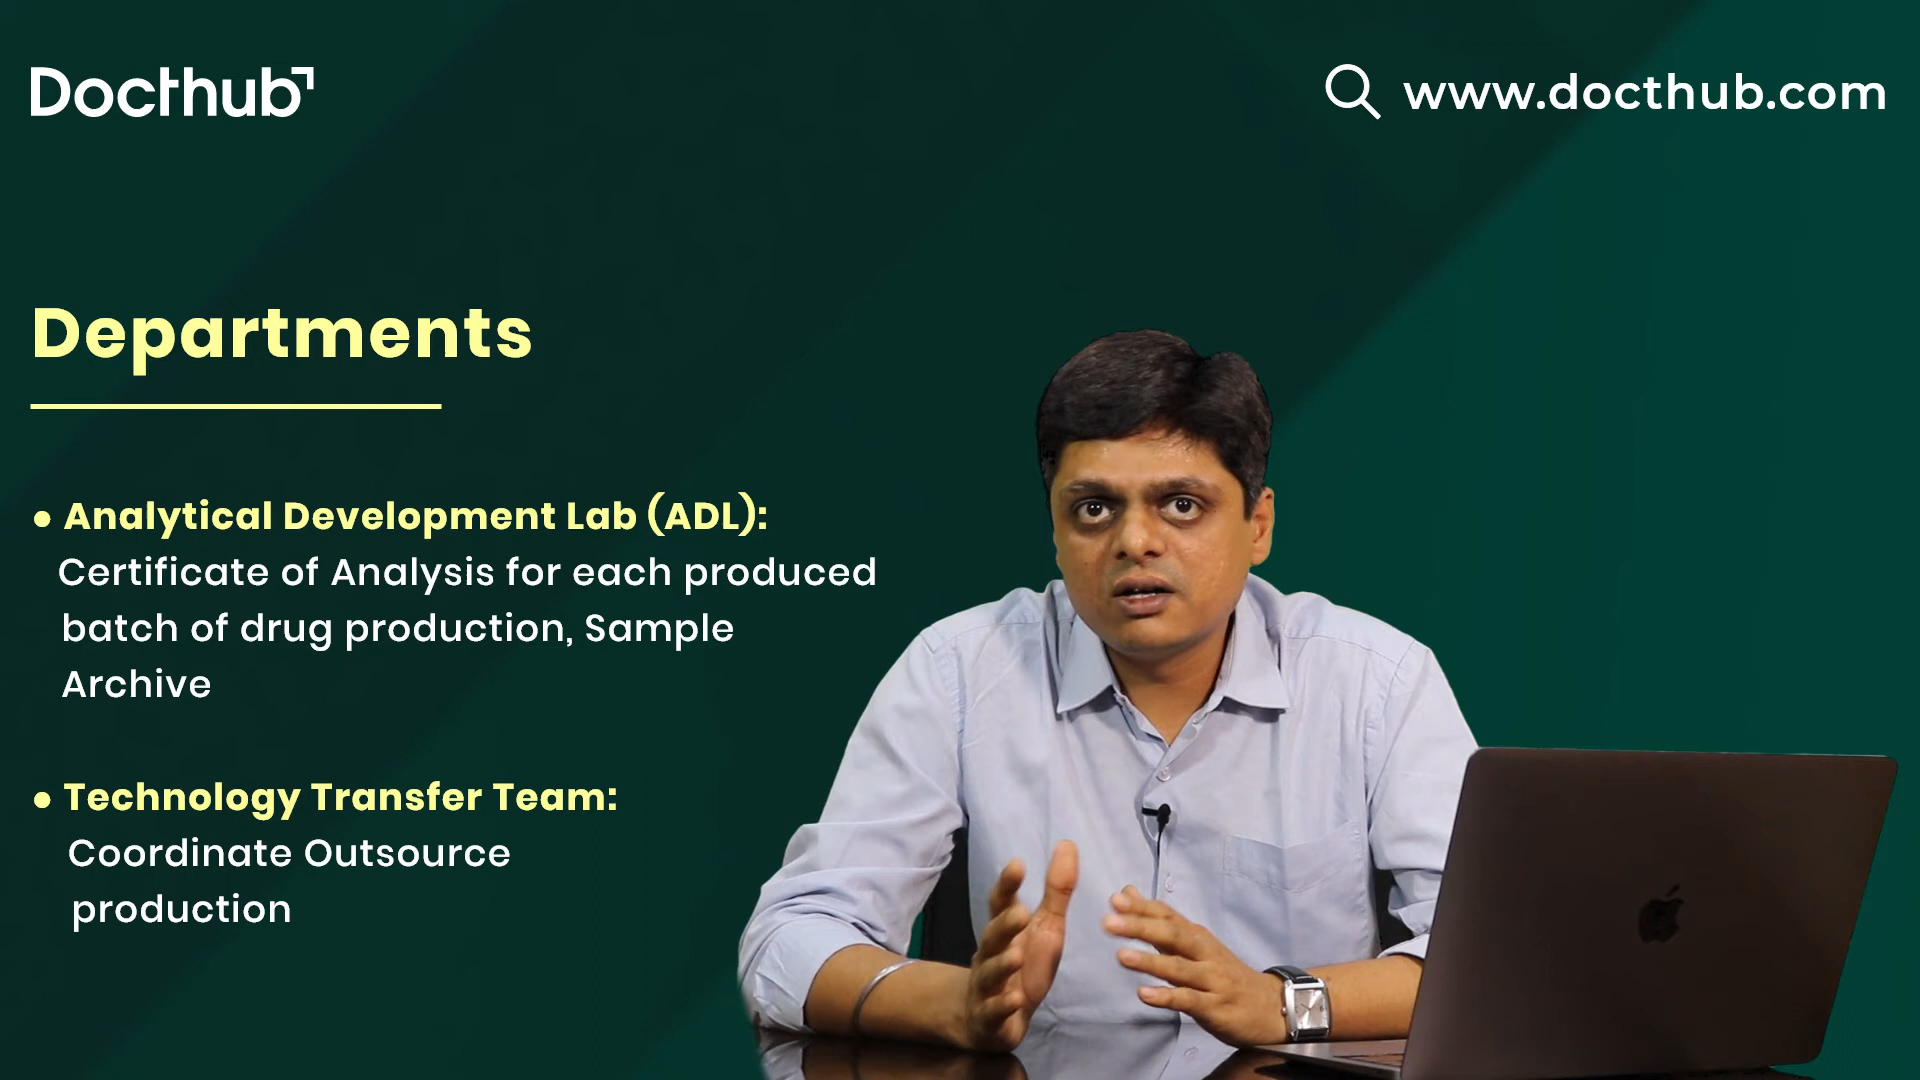 Docthub
www.docthub.com
Departments
• Analytical Development Lab (ADL):
Certificate of Analysis for each produced
batch of drug production, Sample
Archive
• Technology Transfer Team:
Coordinate Outsource
production